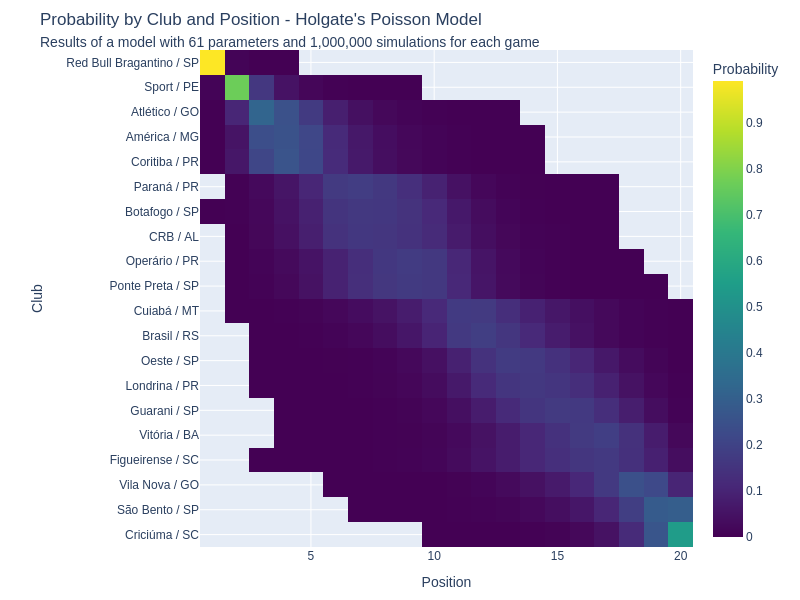 Probability by Club and Position - Holgate's Poisson Model
Results of a model with 61 parameters and 1,000,000 simulations for each game
Probability
Red Bull Bragantino / SP
Sport / PE
Atlético / GO
América / MG
Coritiba / PR
Paraná / PR
Botafogo / SP
CRB / AL
Operário / PR
Ponte Preta / SP
Cuiabá / MT
Brasil / RS
Oeste / SP
Londrina / PR
Guarani / SP
Vitória / BA
Figueirense / SC
Vila Nova / GO
São Bento / SP
Criciúma / SC
Club
5
10
15
20
Position
0.9
0.8
0.7
0.6
0.5
0.4
0.3
0.2
0.1
0